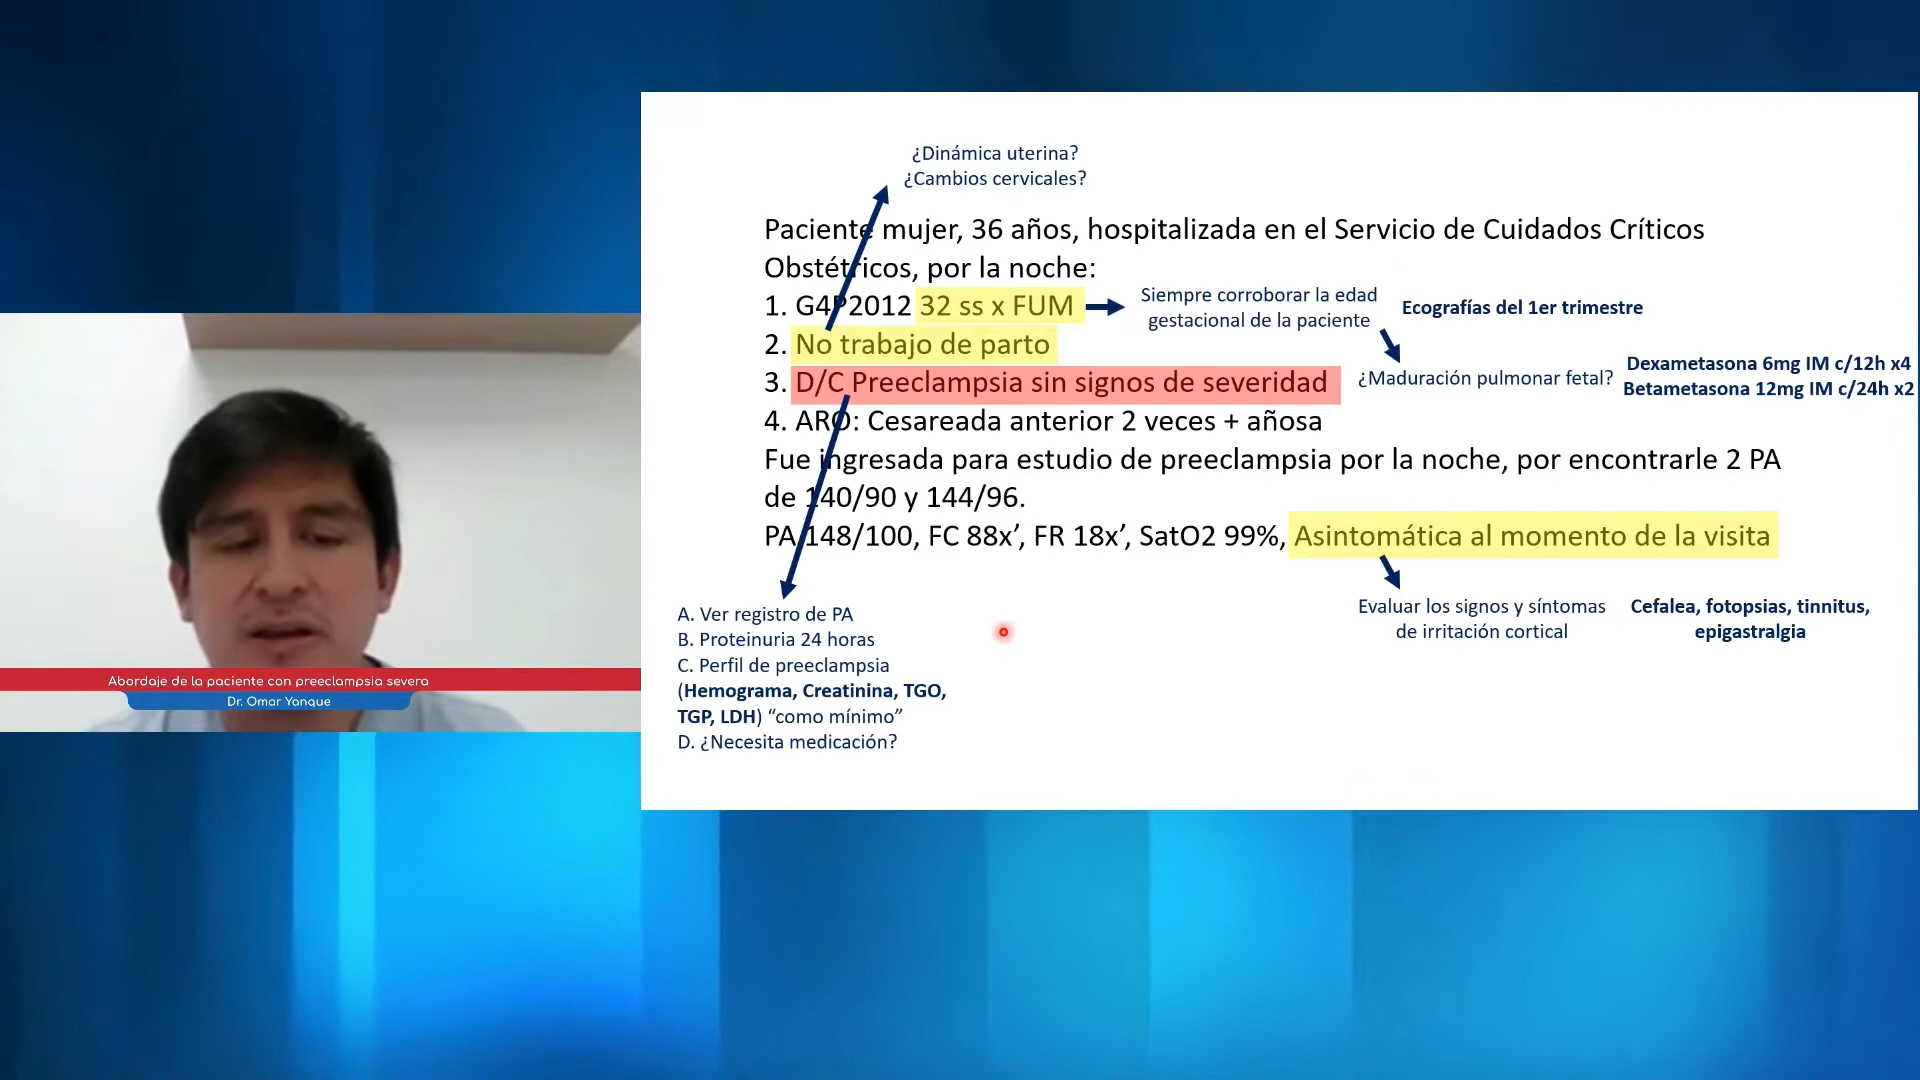 ¿Dinámica uterina?
¿Cambios cervicales?
Paciente mujer, 36 años, hospitalizada en el Servicio de Cuidados Críticos
Obstétricos, por la noche:
1. G4P2012 32 ss x FUM
Siempre corroborar la edad
gestacional de la paciente
Ecografías del 1er trimestre
2. No trabajo de parto
3. D/C Preeclampsia sin signos de severidad
¿Maduración pulmonar fetal?
Dexametasona 6mg IM c/12h x4
Betametasona 12mg IM c/24h x2
4. ARO: Cesareada anterior 2 veces + añosa
Fue ingresada para estudio de preeclampsia por la noche, por encontrarle 2 PA
de 140/90 y 144/96.
PA 148/100, FC 88x’, FR 18x’, SatO2 99%, Asintomática al momento de la visita
Evaluar los signos y síntomas
de irritación cortical
Cefalea, fotopsias, tinnitus,
epigastralgia
A. Ver registro de PA
B. Proteinuria 24 horas
C. Perfil de preeclampsia
(Hemograma, Creatinina, TGO,
TGP, LDH) “como mínimo”
D. ¿Necesita medicación?
Abordaje de la paciente con preeclampsia severa
Dr. Omar Yanque